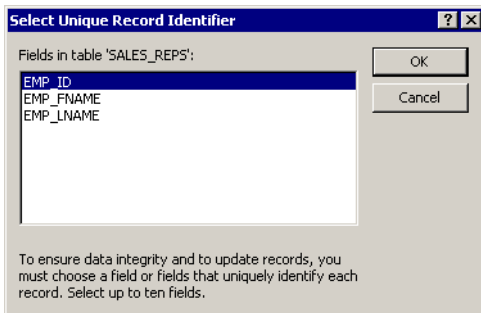 Select Unique Record Identifier
Fields in table 'SALES_REPS':
OK
EMP_ID
EMP_FNAME
Cancel
EMP_LNAME
To ensure data integrity and to update records, you
must choose a field or fields that uniquely identify each
record. Select up to ten fields.